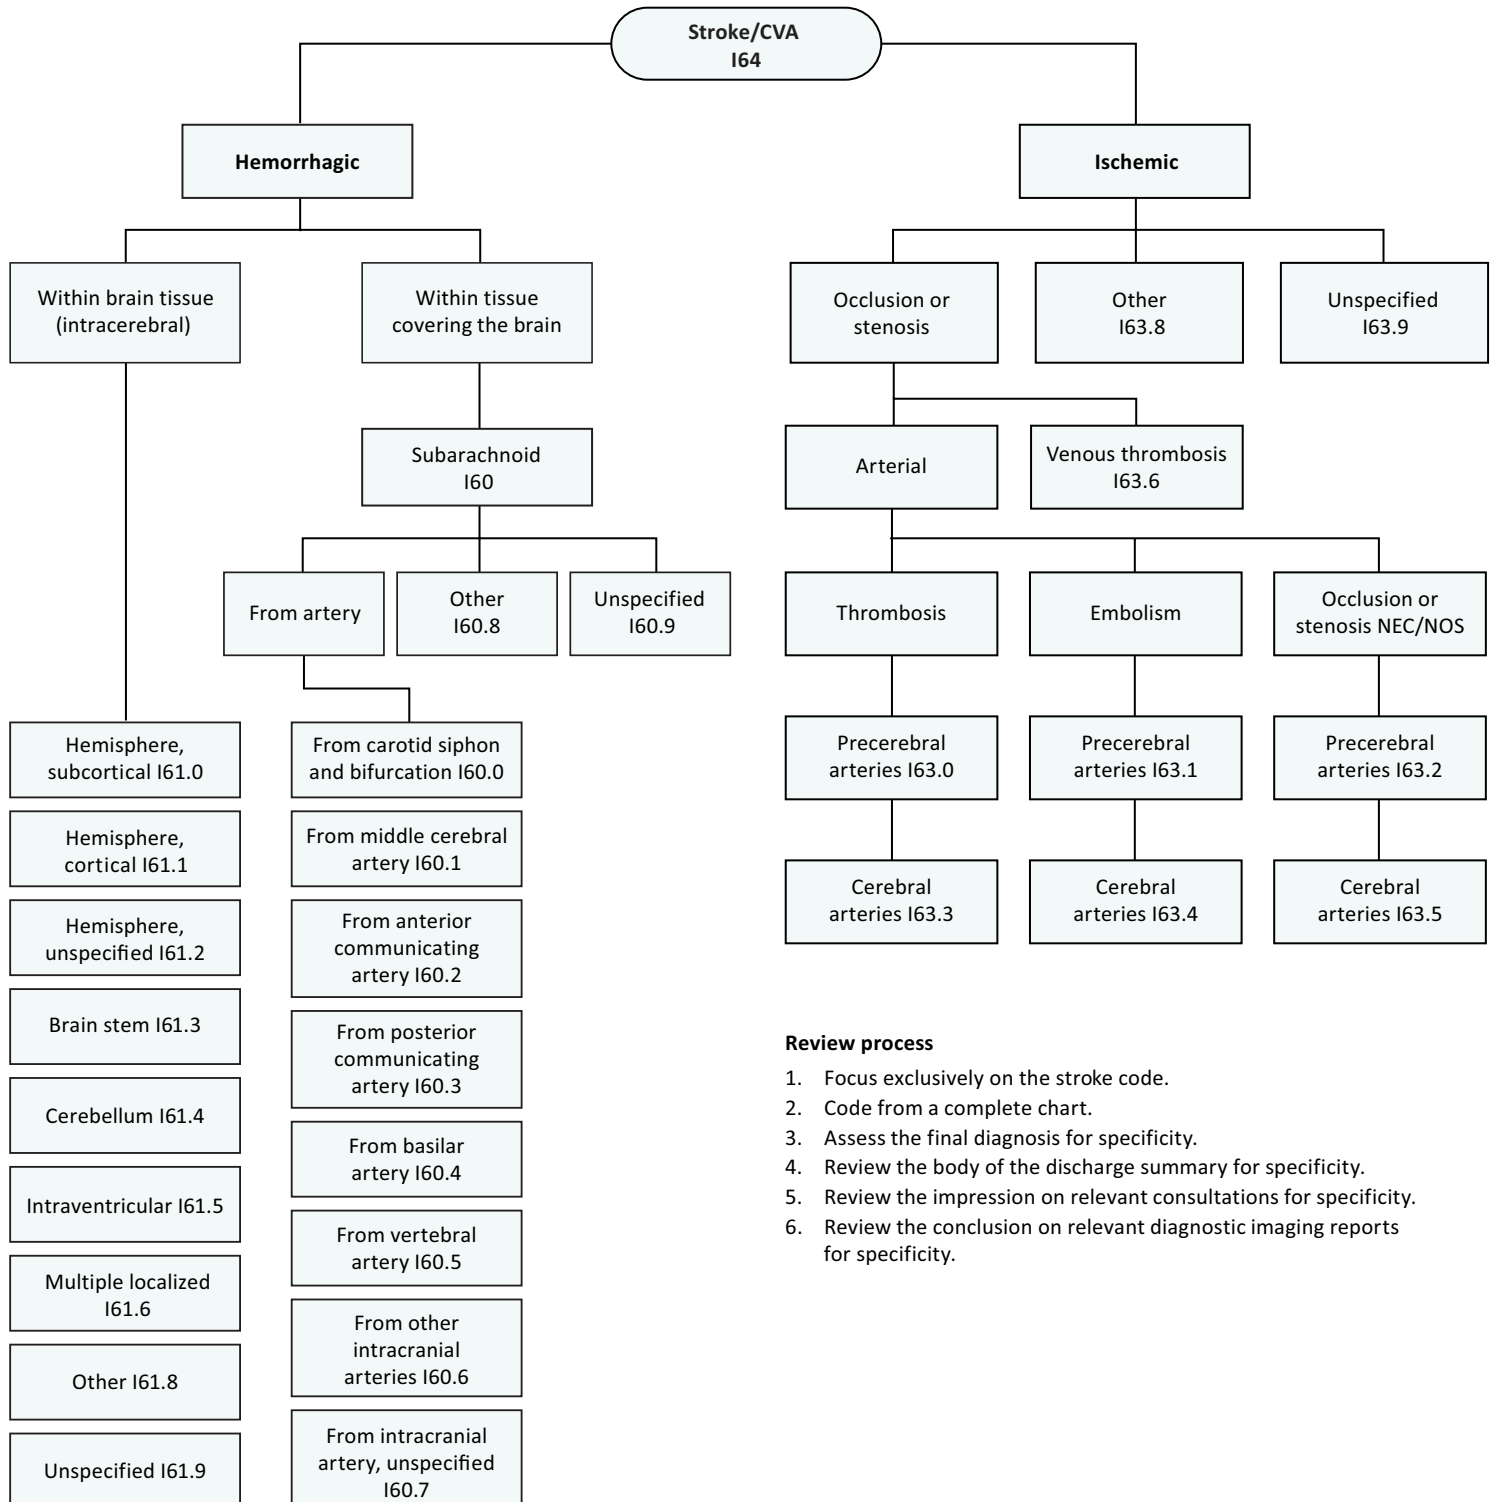 Stroke/CVA
I64
Hemorrhagic
Ischemic
Within brain tissue
(intracerebral)
Within tissue
covering the brain
Occlusion or
stenosis
Other
I63.8
Unspecified
I63.9
Subarachnoid
I60
Arterial
Venous thrombosis
I63.6
From artery
Other
I60.8
Unspecified
I60.9
Thrombosis
Embolism
Occlusion or
stenosis NEC/NOS
Hemisphere,
subcortical I61.0
Hemisphere,
cortical I61.1
Hemisphere,
unspecified I61.2
Brain stem I61.3
Cerebellum I61.4
Intraventricular I61.5
Multiple localized
I61.6
Other I61.8
Unspecified I61.9
From carotid siphon
and bifurcation I60.0
From middle cerebral
artery I60.1
From anterior
communicating
artery I60.2
From posterior
communicating
artery I60.3
From basilar
artery I60.4
From vertebral
artery I60.5
From other
intracranial
arteries I60.6
From intracranial
artery, unspecified
I60.7
Precerebral
arteries I63.0
Precerebral
arteries I63.1
Precerebral
arteries I63.2
Cerebral
arteries I63.3
Cerebral
arteries I63.4
Cerebral
arteries I63.5
Review process
1. Focus exclusively on the stroke code.
2. Code from a complete chart.
3. Assess the final diagnosis for specificity.
4. Review the body of the discharge summary for specificity.
5. Review the impression on relevant consultations for specificity.
6. Review the conclusion on relevant diagnostic imaging reports
for specificity.